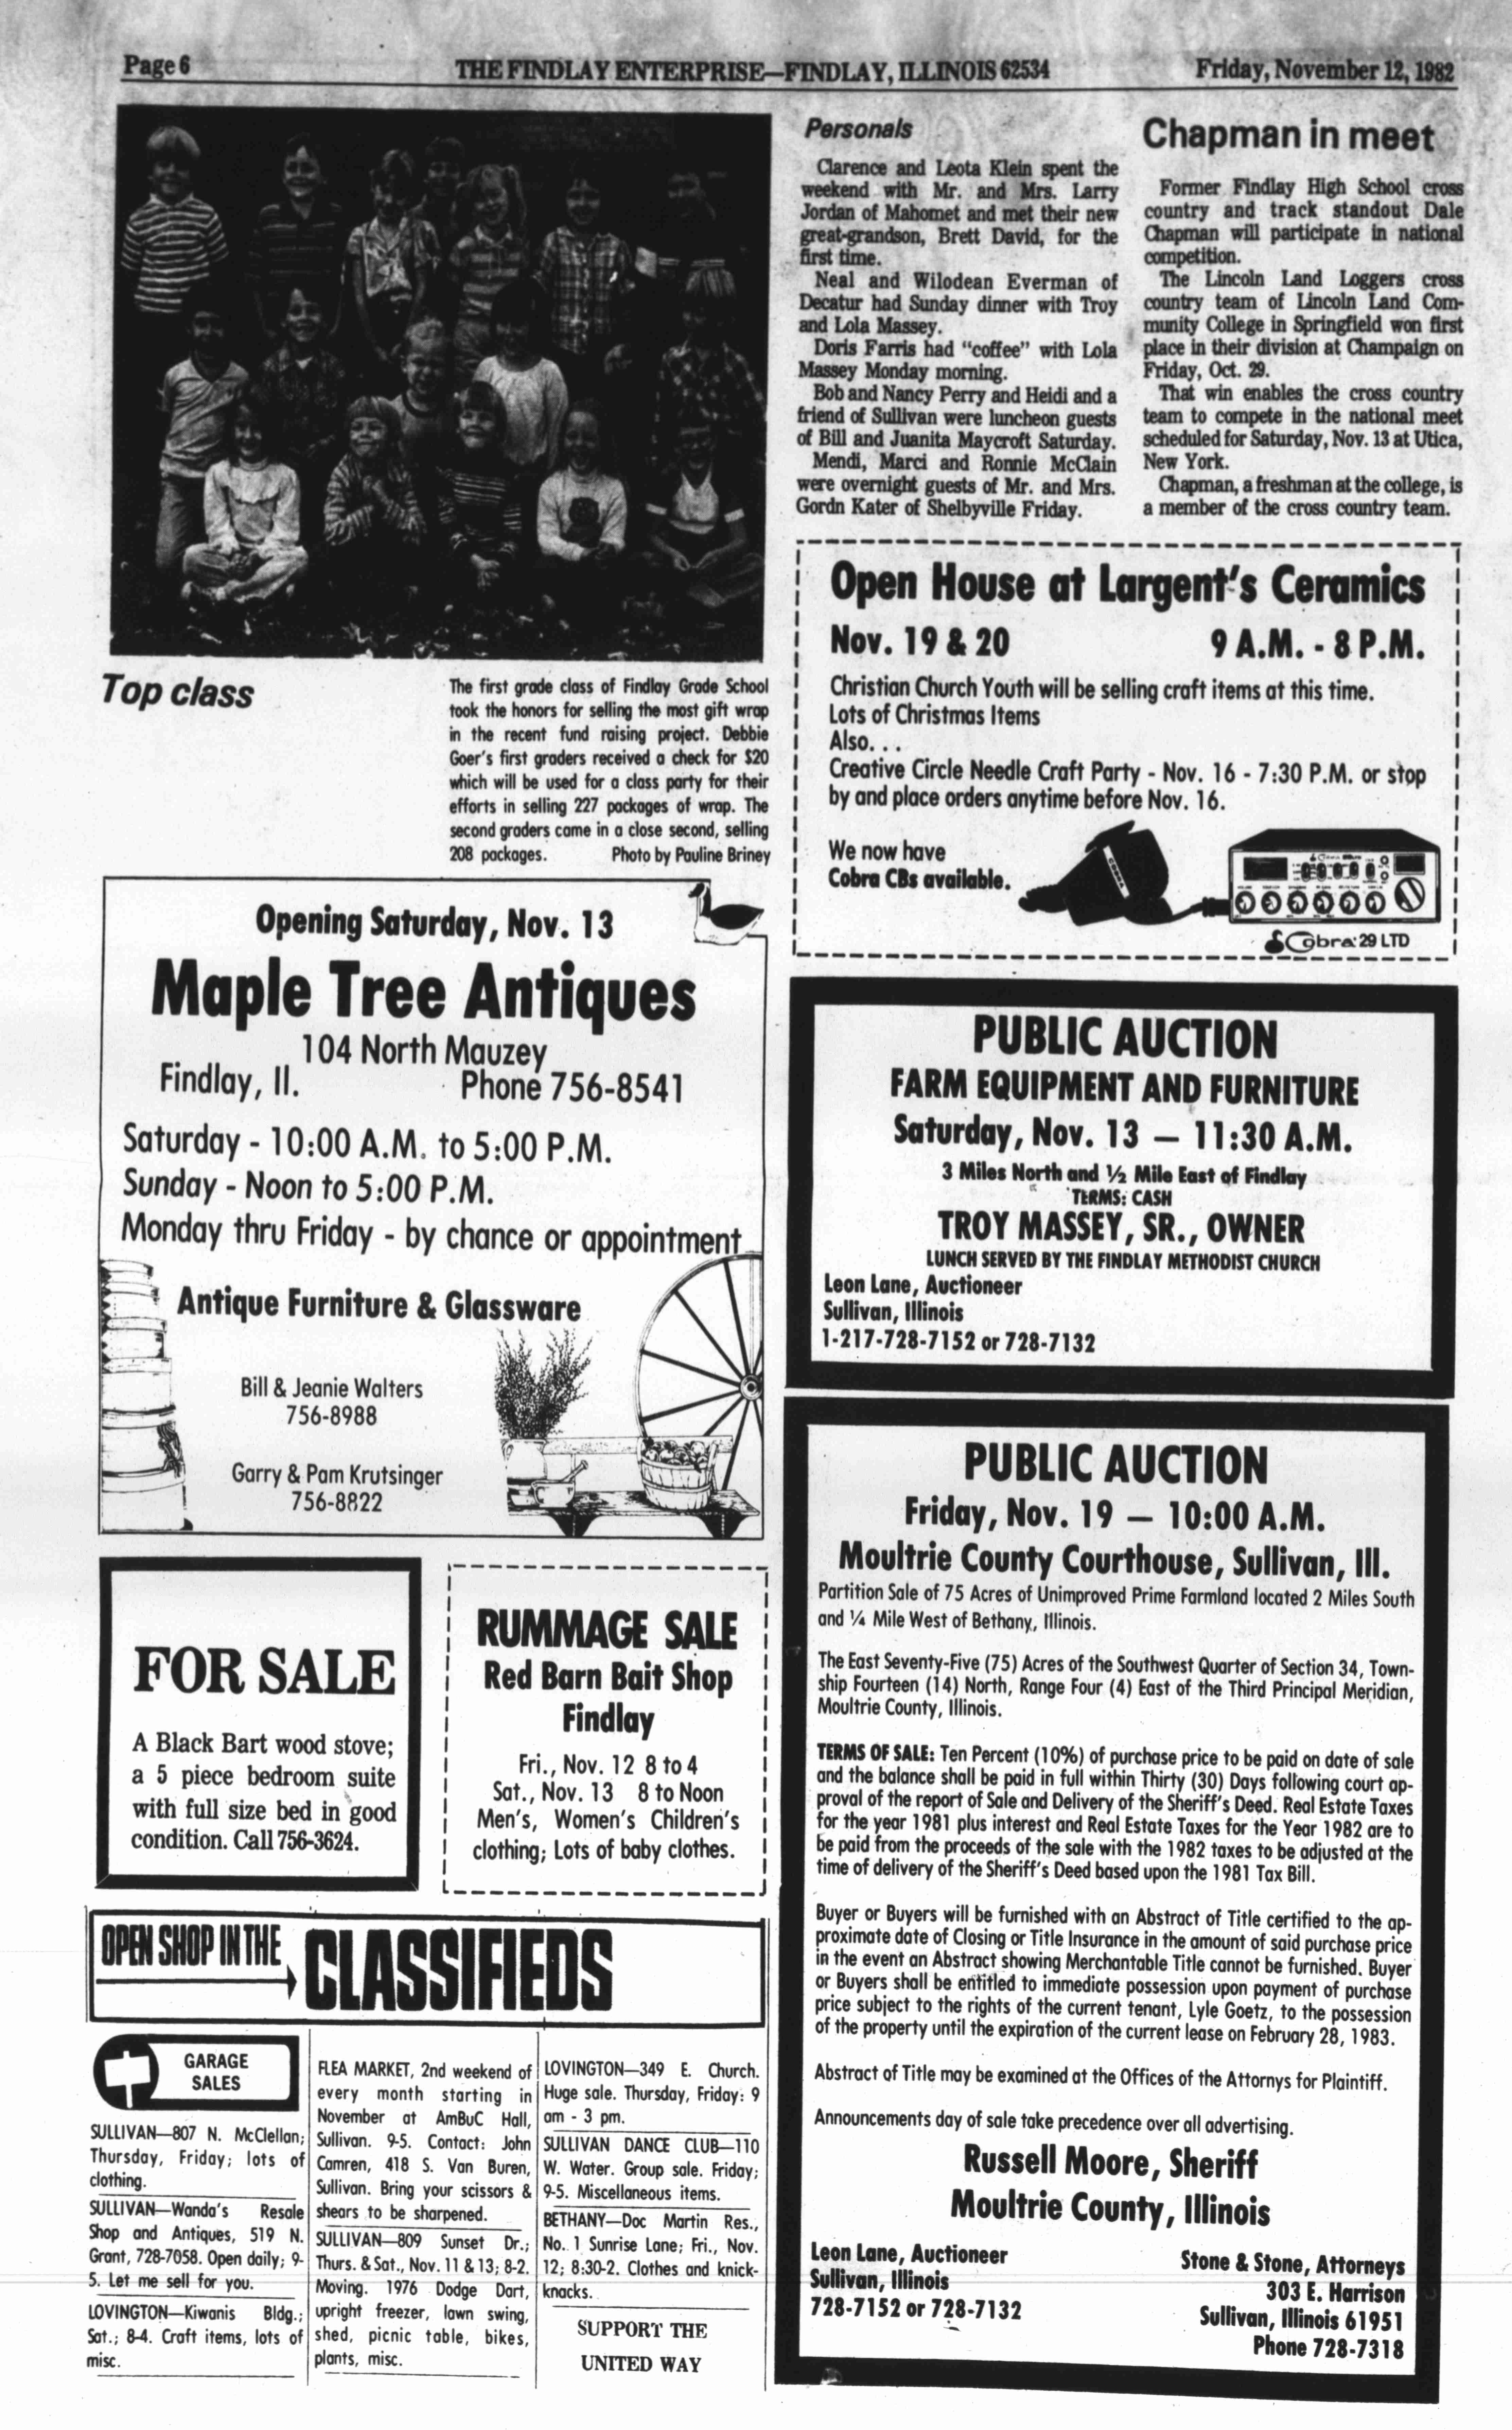 Page 6
THE FINDLAY ENTERPRISE—FINDLAY, ILLINOIS 62534
Friday, November 12, 1982
Top class
The first grade class of Findlay Grade School
took the honors for selling the most gift wrap
in the recent fund raising project. Debbie
Goer's first graders received a check for $20
which will be used for a class party for their
efforts in selling 227 packages of wrap. The
second graders came in a close second, selling
208 packages. Photo by Pauline Briney
Personals
Clarence and Leota Klein spent the
weekend with Mr. and Mrs. Larry
Jordan of Mahomet and met their new
great-grandson, Brett David, for the
first time.
Neal and Wilodean Everman of
Decatur had Sunday dinner with Troy
and Lola Massey.
Doris Farris had "coffee" with Lola
Massey Monday morning.
Bob and Nancy Perry and Heidi and a
friend of Sullivan were luncheon guests
of Bill and Juanita Maycroft Saturday.
Mendi, Marci and Ronnie McClain
were overnight guests of Mr. and Mrs.
Gordn Kater of Shelbyville Friday.
Chapman in meet
Former Findlay High School cross
country and track standout Dale
Chapman will participate in national
competition.
The Lincoln Land Loggers cross
country team of Lincoln Land Com-
munity College in Springfield won first
place in their division at Champaign on
Friday, Oct. 29.
That win enables the cross country
team to compete in the national meet
scheduled for Saturday, Nov. 13 at Utica,
New York.
Chapman, a freshman at the college, is
a member of the cross country team.
Open House at Largent's Ceramics
Nov. 19 & 20 9 A.M. - 8 P.M.
Christian Church Youth will be selling craft items at this time.
Lots of Christmas Items
Also...
Creative Circle Needle Craft Party - Nov. 16 - 7:30 P.M. or stop
by and place orders anytime before Nov. 16.
We now have
Cobra CBs available.
COBRA
Cobra 29 LTD
Opening Saturday, Nov. 13
Maple Tree Antiques
104 North Mauzey
Findlay, Il. Phone 756-8541
Saturday - 10:00 A.M. to 5:00 P.M.
Sunday - Noon to 5:00 P.M.
Monday thru Friday - by chance or appointment
Antique Furniture & Glassware
Bill & Jeanie Walters
756-8988
Garry & Pam Krutsinger
756-8822
PUBLIC AUCTION
FARM EQUIPMENT AND FURNITURE
Saturday, Nov. 13 — 11:30 A.M.
3 Miles North and ½ Mile East of Findlay
TERMS: CASH
TROY MASSEY, SR., OWNER
LUNCH SERVED BY THE FINDLAY METHODIST CHURCH
Leon Lane, Auctioneer
Sullivan, Illinois
1-217-728-7152 or 728-7132
FOR SALE
A Black Bart wood stove;
a 5 piece bedroom suite
with full size bed in good
condition. Call 756-3624.
RUMMAGE SALE
Red Barn Bait Shop
Findlay
Fri., Nov. 12 8 to 4
Sat., Nov. 13 8 to Noon
Men's, Women's Children's
clothing; Lots of baby clothes.
PUBLIC AUCTION
Friday, Nov. 19 — 10:00 A.M.
Moultrie County Courthouse, Sullivan, Ill.
Partition Sale of 75 Acres of Unimproved Prime Farmland located 2 Miles South
and ¼ Mile West of Bethany, Illinois.
The East Seventy-Five (75) Acres of the Southwest Quarter of Section 34, Town-
ship Fourteen (14) North, Range Four (4) East of the Third Principal Meridian,
Moultrie County, Illinois.
TERMS OF SALE: Ten Percent (10%) of purchase price to be paid on date of sale
and the balance shall be paid in full within Thirty (30) Days following court ap-
proval of the report of Sale and Delivery of the Sheriff's Deed. Real Estate Taxes
for the year 1981 plus interest and Real Estate Taxes for the Year 1982 are to
be paid from the proceeds of the sale with the 1982 taxes to be adjusted at the
time of delivery of the Sheriff's Deed based upon the 1981 Tax Bill.
Buyer or Buyers will be furnished with an Abstract of Title certified to the ap-
proximate date of Closing or Title Insurance in the amount of said purchase price
in the event an Abstract showing Merchantable Title cannot be furnished. Buyer
or Buyers shall be entitled to immediate possession upon payment of purchase
price subject to the rights of the current tenant, Lyle Goetz, to the possession
of the property until the expiration of the current lease on February 28, 1983.
Abstract of Title may be examined at the Offices of the Attornys for Plaintiff.
Announcements day of sale take precedence over all advertising.
Russell Moore, Sheriff
Moultrie County, Illinois
Leon Lane, Auctioneer
Sullivan, Illinois
728-7152 or 728-7132
Stone & Stone, Attorneys
303 E. Harrison
Sullivan, Illinois 61951
Phone 728-7318
OPEN SHOP IN THE CLASSIFIEDS
GARAGE
SALES
SULLIVAN—807 N. McClellan;
Thursday, Friday; lots of
clothing.
SULLIVAN—Wanda's Resale
Shop and Antiques, 519 N.
Grant, 728-7058. Open daily; 9-
5. Let me sell for you.
LOVINGTON—Kiwanis Bldg.;
Sat.; 8-4. Craft items, lots of
misc.
FLEA MARKET, 2nd weekend of
every month starting in
November at AmBuC Hall,
Sullivan. 9-5. Contact: John
Camren, 418 S. Van Buren,
Sullivan. Bring your scissors &
shears to be sharpened.
SULLIVAN—809 Sunset Dr.;
Thurs. & Sat., Nov. 11 & 13; 8-2.
Moving. 1976 Dodge Dart,
upright freezer, lawn swing,
shed, picnic table, bikes,
plants, misc.
LOVINGTON—349 E. Church.
Huge sale. Thursday, Friday: 9
am - 3 pm.
SULLIVAN DANCE CLUB—110
W. Water. Group sale. Friday;
9-5. Miscellaneous items.
BETHANY—Doc Martin Res.,
No. 1 Sunrise Lane; Fri., Nov.
12; 8:30-2. Clothes and knick-
knacks.
SUPPORT THE
UNITED WAY